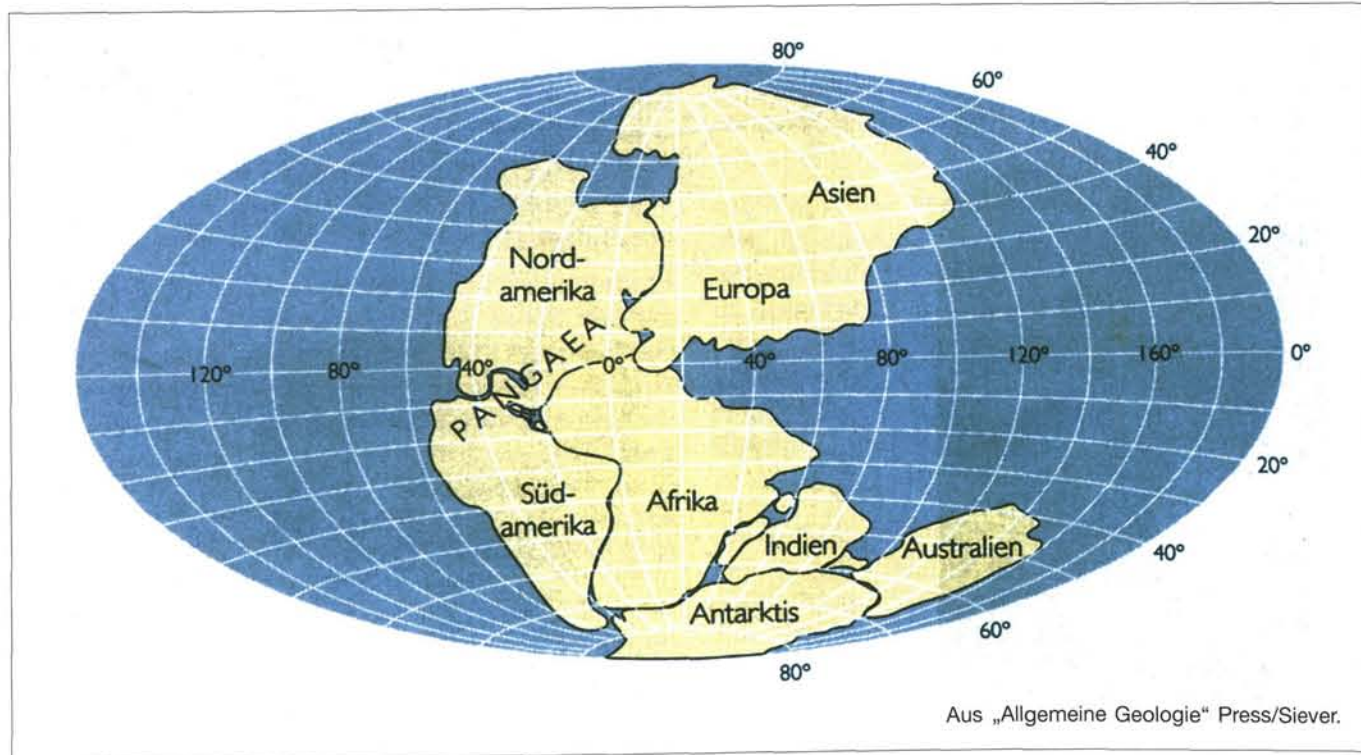 80°
60°
40°
Asien
20°
Nord-
amerika
Europa
PANGAEA
120°
80°
40°
0°
40°
80°
120°
160°
0°
20°
Süd-
amerika
Afrika
Indien
Australien
40°
Antarktis
60°
80°
Aus „Allgemeine Geologie“ Press/Siever.